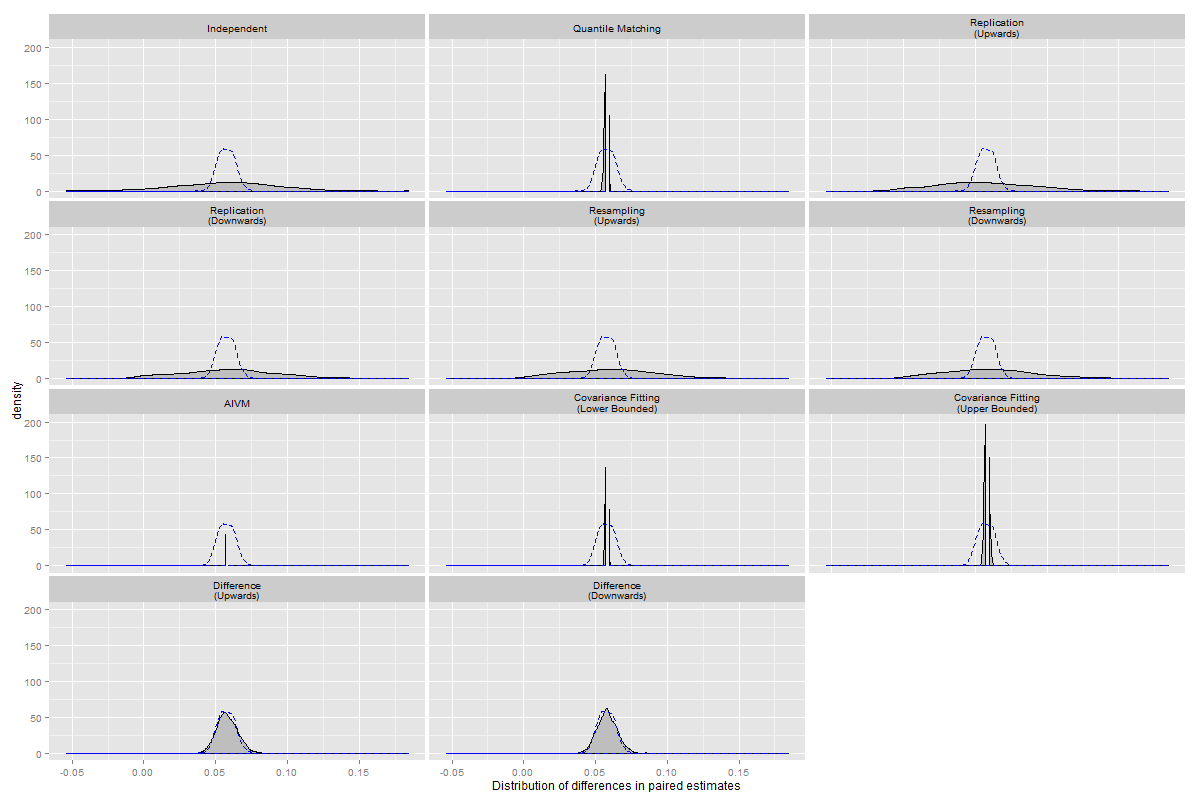 Independent
Quantile Matching
Replication
(Upwards)
200
150
100
50
0
Replication
(Downwards)
Resampling
(Upwards)
Resampling
(Downwards)
200
150
100
50
0
density
AIVM
Covariance Fitting
(Lower Bounded)
Covariance Fitting
(Upper Bounded)
200
150
100
50
0
Difference
(Upwards)
Difference
(Downwards)
200
150
100
50
0
-0.05 0.00 0.05 0.10 0.15
-0.05 0.00 0.05 0.10 0.15
Distribution of differences in paired estimates